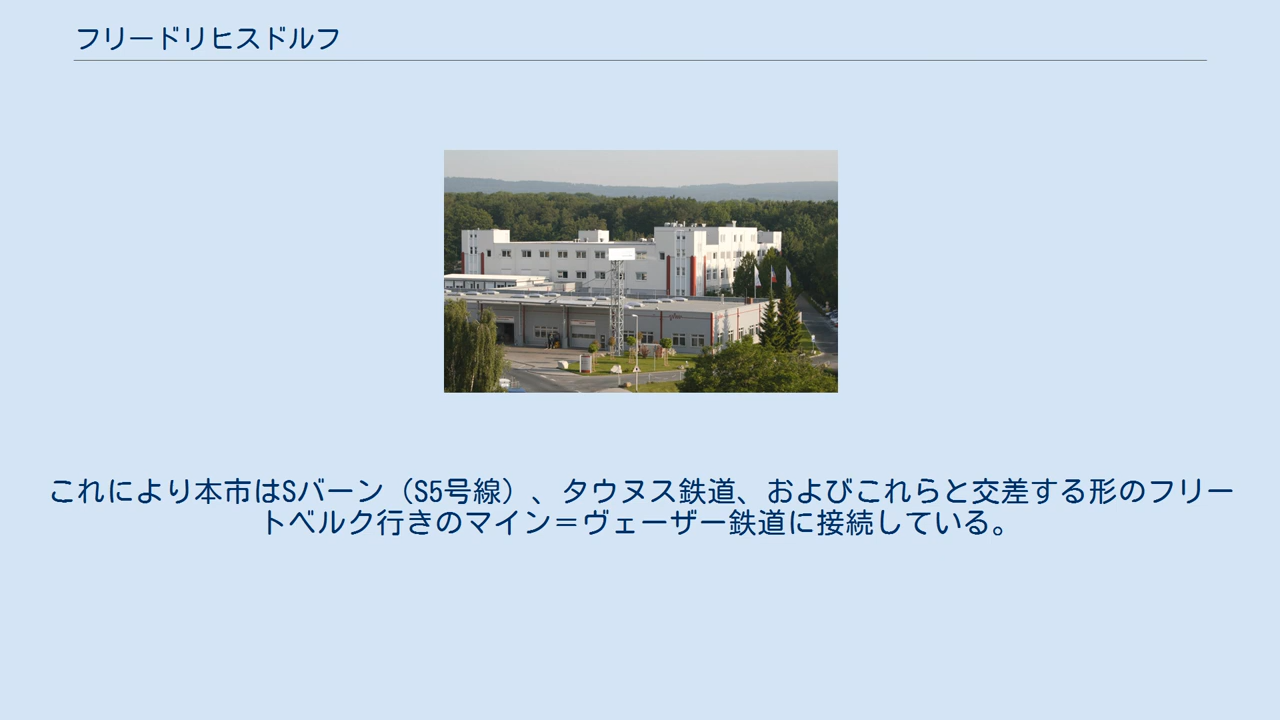 フリードリヒスドルフ
これにより本市はSバーン（S5号線）、タウヌス鉄道、およびこれらと交差する形のフリー
トベルク行きのマイン＝ヴェーザー鉄道に接続している。